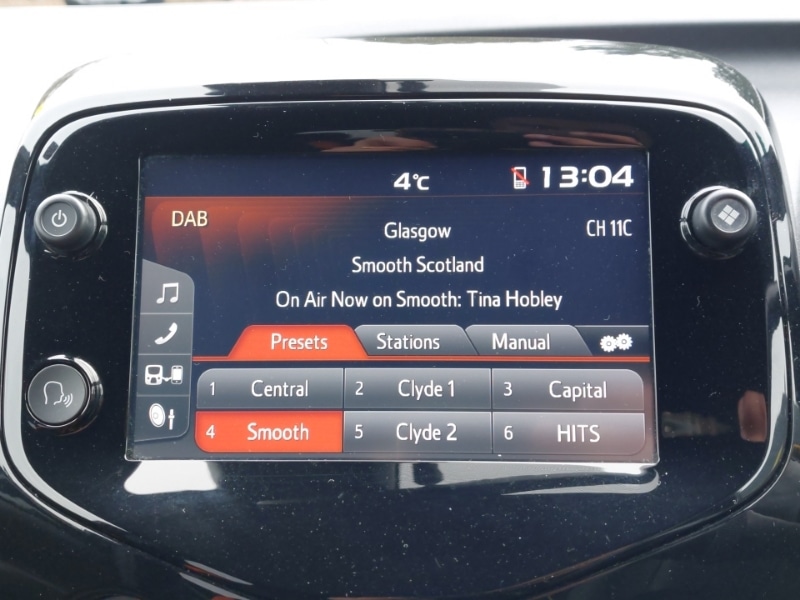 4°C 13:04
DAB
Glasgow CH 11C
Smooth Scotland
On Air Now on Smooth: Tina Hobley
Presets Stations Manual
1 Central 2 Clyde 1 3 Capital
4 Smooth 5 Clyde 2 6 HITS